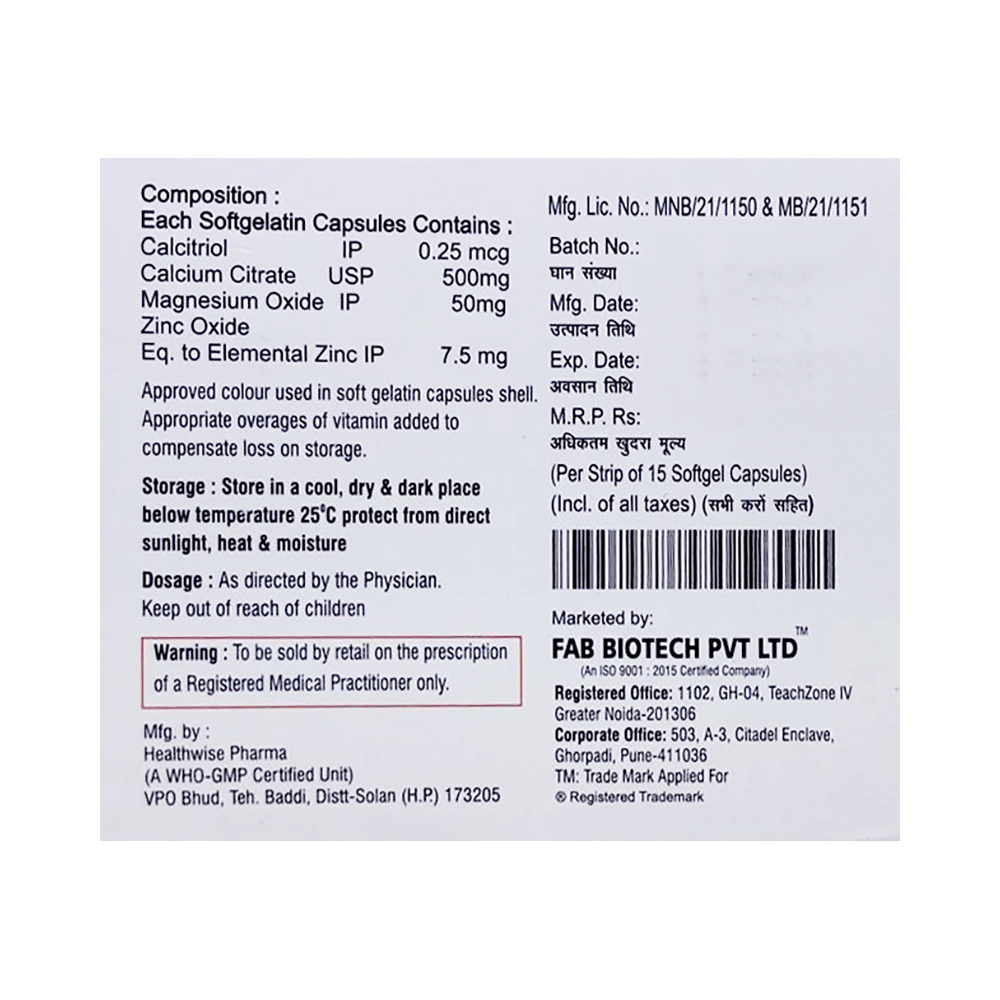 Composition :
Each Softgelatin Capsules Contains :
Calcitriol IP 0.25 mcg
Calcium Citrate USP 500mg
Magnesium Oxide IP 50mg
Zinc Oxide
Eq. to Elemental Zinc IP 7.5 mg
Approved colour used in soft gelatin capsules shell.
Appropriate overages of vitamin added to
compensate loss on storage.
Storage : Store in a cool, dry & dark place
below temperature 25°C protect from direct
sunlight, heat & moisture
Dosage : As directed by the Physician.
Keep out of reach of children
Warning : To be sold by retail on the prescription
of a Registered Medical Practitioner only.
Mfg. by :
Healthwise Pharma
(A WHO-GMP Certified Unit)
VPO Bhud, Teh. Baddi, Distt-Solan (H.P.) 173205
Mfg. Lic. No.: MNB/21/1150 & MB/21/1151
Batch No.:
घान संख्या
Mfg. Date:
उत्पादन तिथि
Exp. Date:
अवसान तिथि
M.R.P. Rs:
अधिकतम खुदरा मूल्य
(Per Strip of 15 Softgel Capsules)
(Incl. of all taxes) (सभी करों सहित)
Marketed by:
FAB BIOTECH PVT LTD™
(An ISO 9001 : 2015 Certified Company)
Registered Office: 1102, GH-04, TeachZone IV
Greater Noida-201306
Corporate Office: 503, A-3, Citadel Enclave,
Ghorpadi, Pune-411036
TM: Trade Mark Applied For
® Registered Trademark